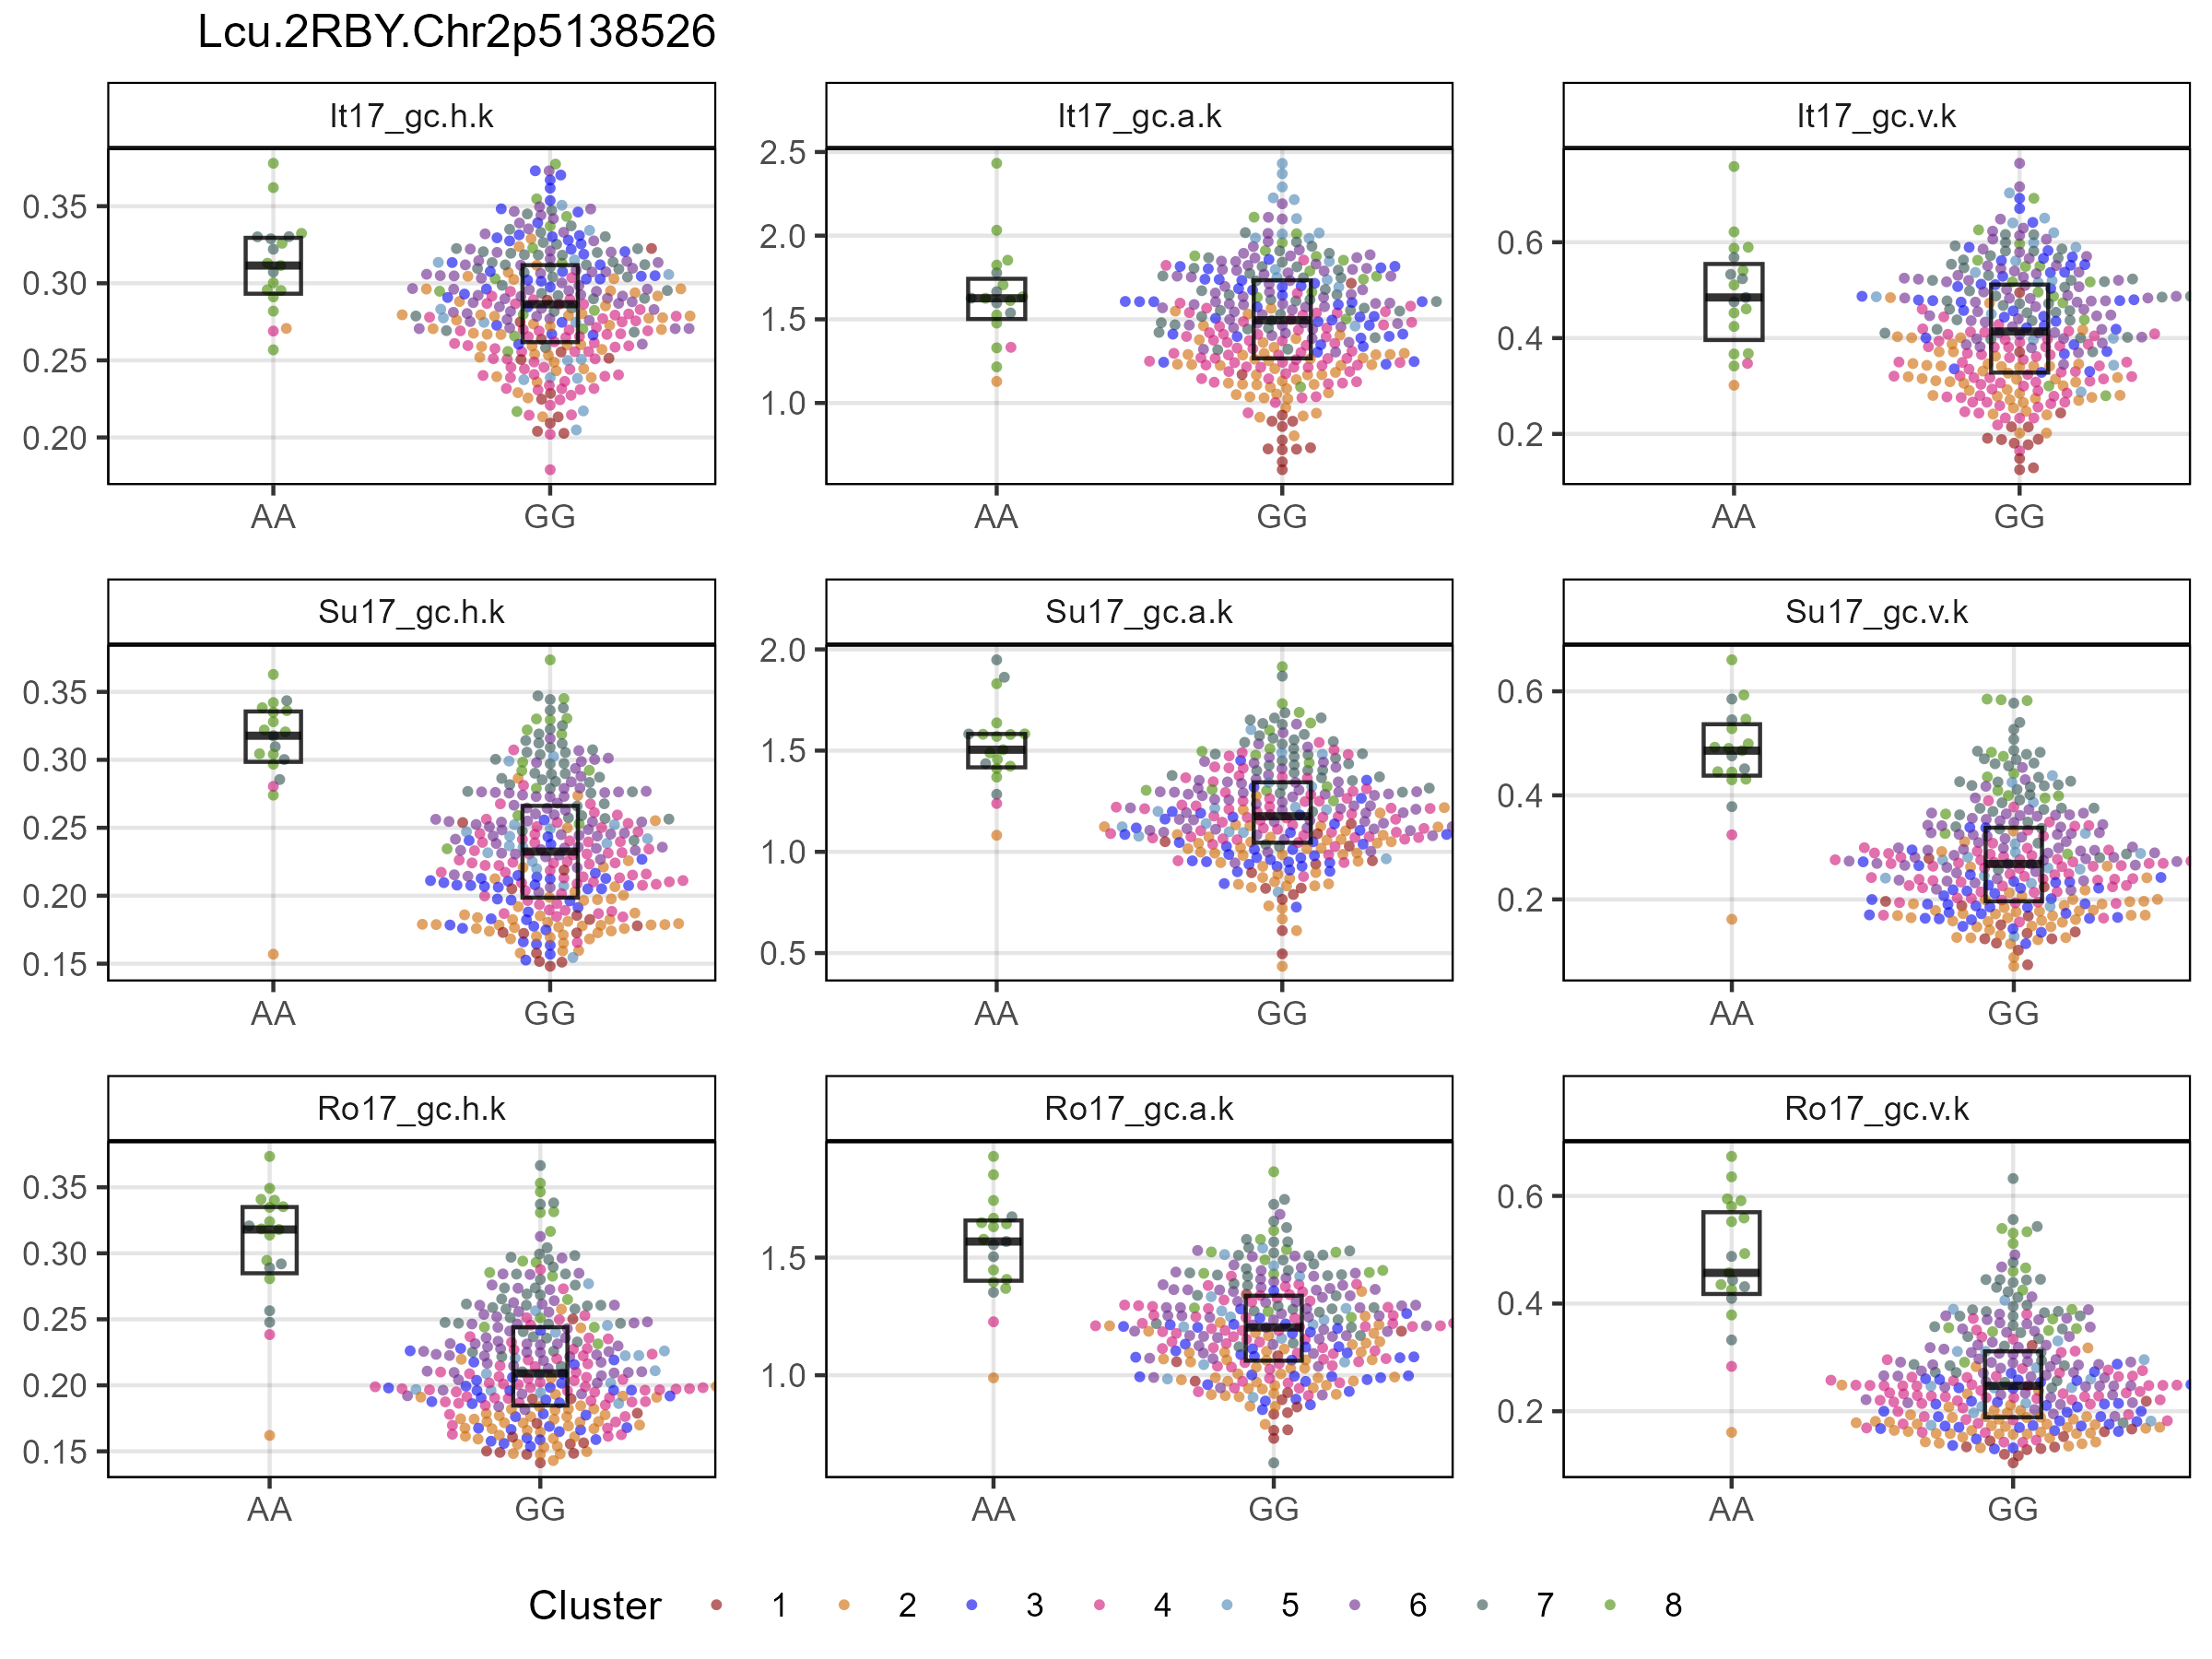 Lcu.2RBY.Chr2p5138526
It17_gc.h.k
It17_gc.a.k
It17_gc.v.k
0.35
0.30
0.25
0.20
AA
GG
2.5
2.0
1.5
1.0
AA
GG
0.6
0.4
0.2
AA
GG
Su17_gc.h.k
Su17_gc.a.k
Su17_gc.v.k
0.35
0.30
0.25
0.20
0.15
AA
GG
2.0
1.5
1.0
0.5
AA
GG
0.6
0.4
0.2
AA
GG
Ro17_gc.h.k
Ro17_gc.a.k
Ro17_gc.v.k
0.35
0.30
0.25
0.20
0.15
AA
GG
1.5
1.0
AA
GG
0.6
0.4
0.2
AA
GG
Cluster 1 2 3 4 5 6 7 8